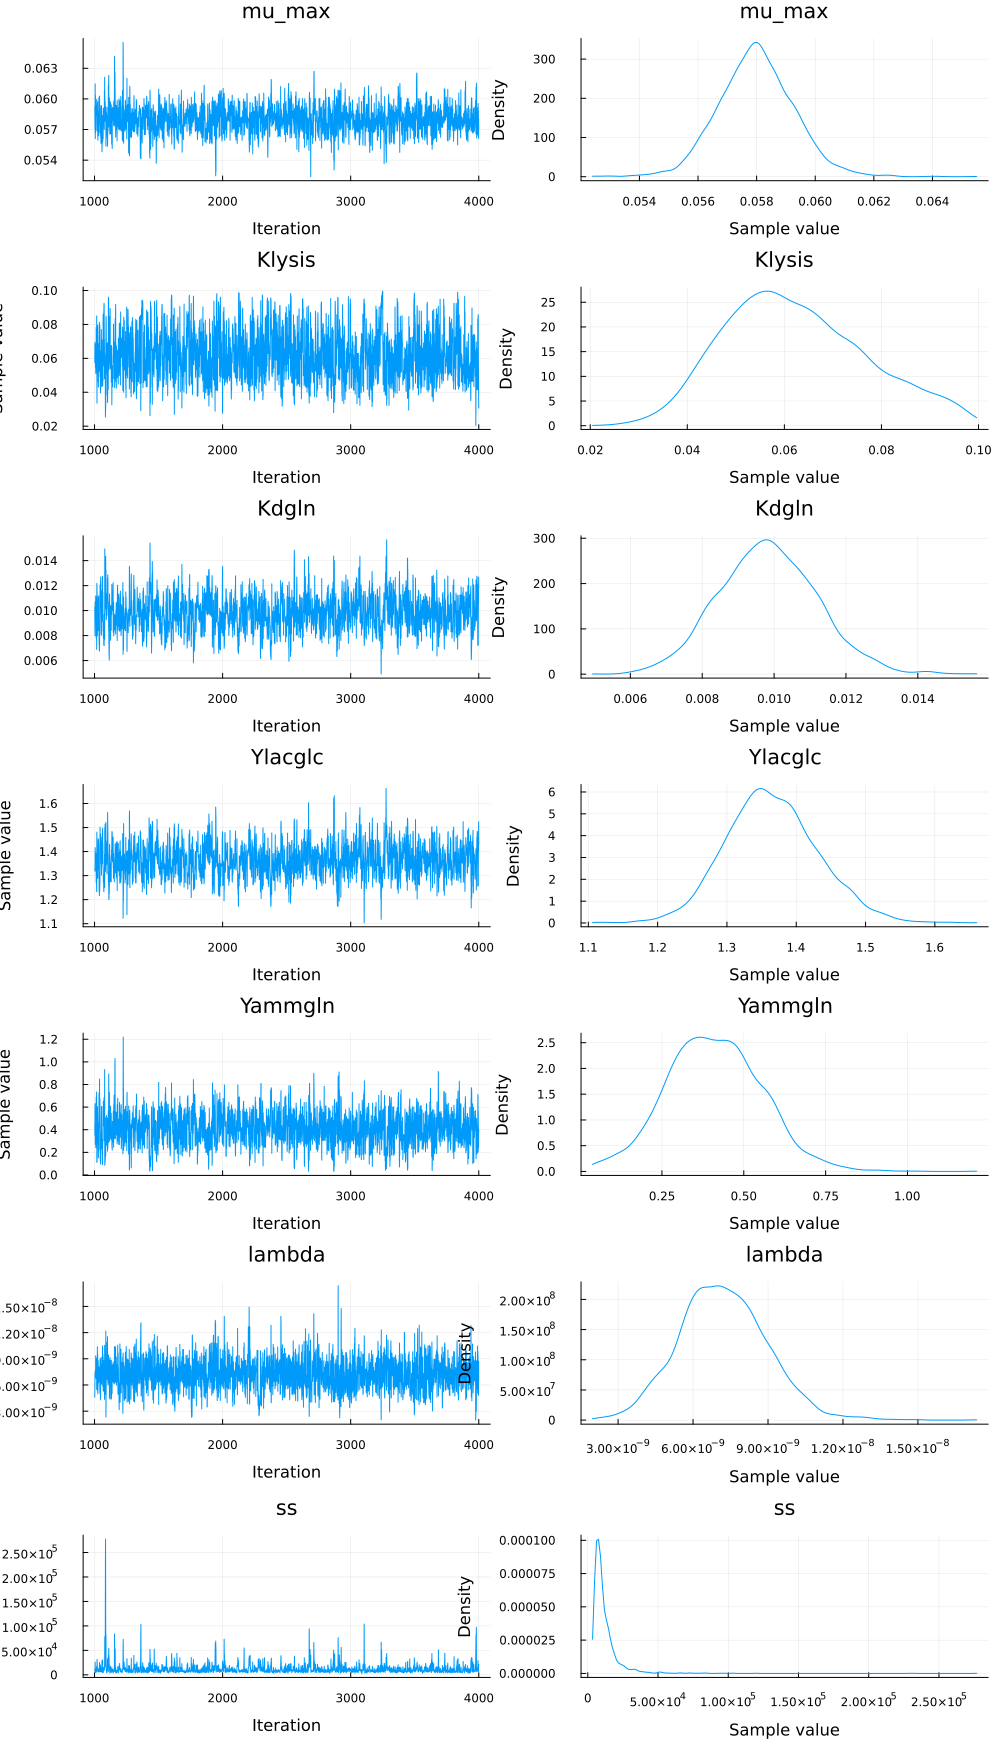 mu_max mu_max
0.063
0.060
0.057
0.054
1000 2000 3000 4000
Iteration
Density
300
200
100
0
0.054 0.056 0.058 0.060 0.062 0.064
Sample value
Klysis Klysis
0.10
0.08
0.06
0.04
0.02
1000 2000 3000 4000
Iteration
Density
25
20
15
10
5
0
0.02 0.04 0.06 0.08 0.10
Sample value
Kdgln Kdgln
0.014
0.012
0.010
0.008
0.006
1000 2000 3000 4000
Iteration
Density
300
200
100
0
0.006 0.008 0.010 0.012 0.014
Sample value
Ylacglc Ylacglc
Sample value
1.6
1.5
1.4
1.3
1.2
1.1
1000 2000 3000 4000
Iteration
Density
6
5
4
3
2
1
0
1.1 1.2 1.3 1.4 1.5 1.6
Sample value
Yammgln Yammgln
Sample value
1.2
1.0
0.8
0.6
0.4
0.2
0.0
1000 2000 3000 4000
Iteration
Density
2.5
2.0
1.5
1.0
0.5
0.0
0.25 0.50 0.75 1.00
Sample value
lambda lambda
.50×10⁻⁸
.20×10⁻⁸
.00×10⁻⁹
.00×10⁻⁹
.00×10⁻⁹
1000 2000 3000 4000
Iteration
Density
2.00×10⁸
1.50×10⁸
1.00×10⁸
5.00×10⁷
0
3.00×10⁻⁹ 6.00×10⁻⁹ 9.00×10⁻⁹ 1.20×10⁻⁸ 1.50×10⁻⁸
Sample value
ss ss
2.50×10⁵
2.00×10⁵
1.50×10⁵
1.00×10⁵
5.00×10⁴
0
1000 2000 3000 4000
Iteration
Density
0.000100
0.000075
0.000050
0.000025
0.000000
0 5.00×10⁴ 1.00×10⁵ 1.50×10⁵ 2.00×10⁵ 2.50×10⁵
Sample value